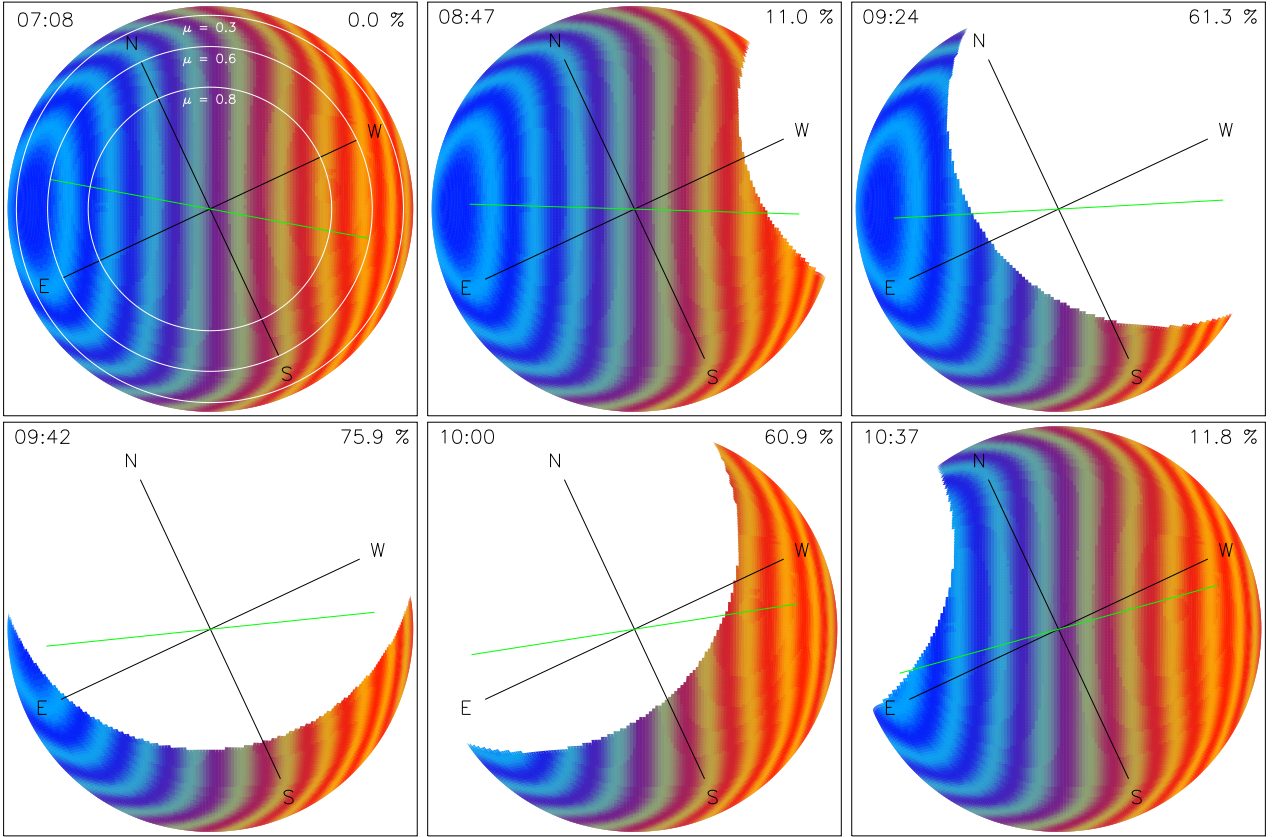 07:08 0.0 %
μ = 0.3
N
μ = 0.6
μ = 0.8
W
E
S
08:47 11.0 %
N
W
E
S
09:24 61.3 %
N
W
E
S
09:42 75.9 %
N
W
E
S
10:00 60.9 %
N
W
E
S
10:37 11.8 %
N
W
E
S